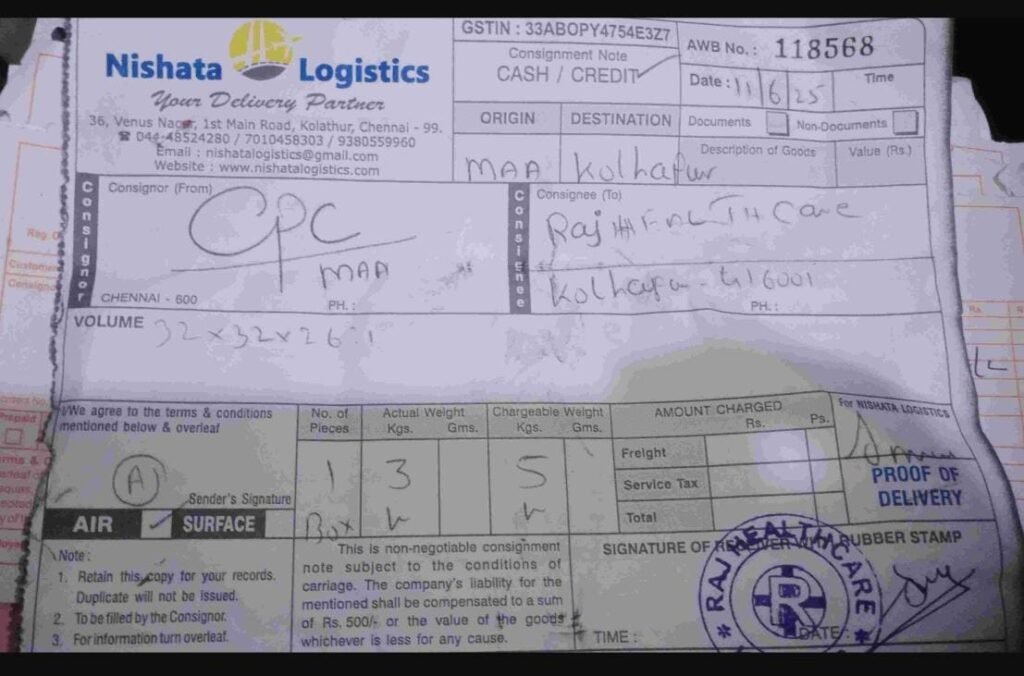 Nishata Logistics
Your Delivery Partner
36, Venus Nagar, 1st Main Road, Kolathur, Chennai - 99.
☎ 044-48524280 / 7010458303 / 9380559960
Email : nishatalogistics@gmail.com
Website : www.nishatalogistics.com
GSTIN : 33ABOPY4754E3Z7
Consignment Note
CASH / CREDIT ✓
AWB No. : 118568
Date : 11/6/25 Time
ORIGIN DESTINATION
MAA Kolhapur
Documents Non-Documents
Description of Goods Value (Rs.)
Consignor
Consignor (From)
CPC
MAA
CHENNAI - 600 PH. :
Consignee
Consignee (To)
Raj HEALTH Care
Kolhapur - 416001
PH. :
VOLUME
32x32x26:1
We agree to the terms & conditions
mentioned below & overleaf
A
Sender's Signature
AIR ✓ SURFACE
No. of Pieces Actual Weight Kgs. Gms. Chargeable Weight Kgs. Gms.
1 3 5
Box
AMOUNT CHARGED
Rs. Ps.
Freight
Service Tax
Total
For NISHATA LOGISTICS
PROOF OF
DELIVERY
Note :
1. Retain this copy for your records.
Duplicate will not be issued.
2. To be filled by the Consignor.
3. For information turn overleaf.
This is non-negotiable consignment
note subject to the conditions of
carriage. The company's liability for the
mentioned shall be compensated to a sum
of Rs. 500/- or the value of the goods
whichever is less for any cause.
SIGNATURE OF RECEIVER WITH RUBBER STAMP
RAJ HEALTHCARE
R
TIME : DATE :